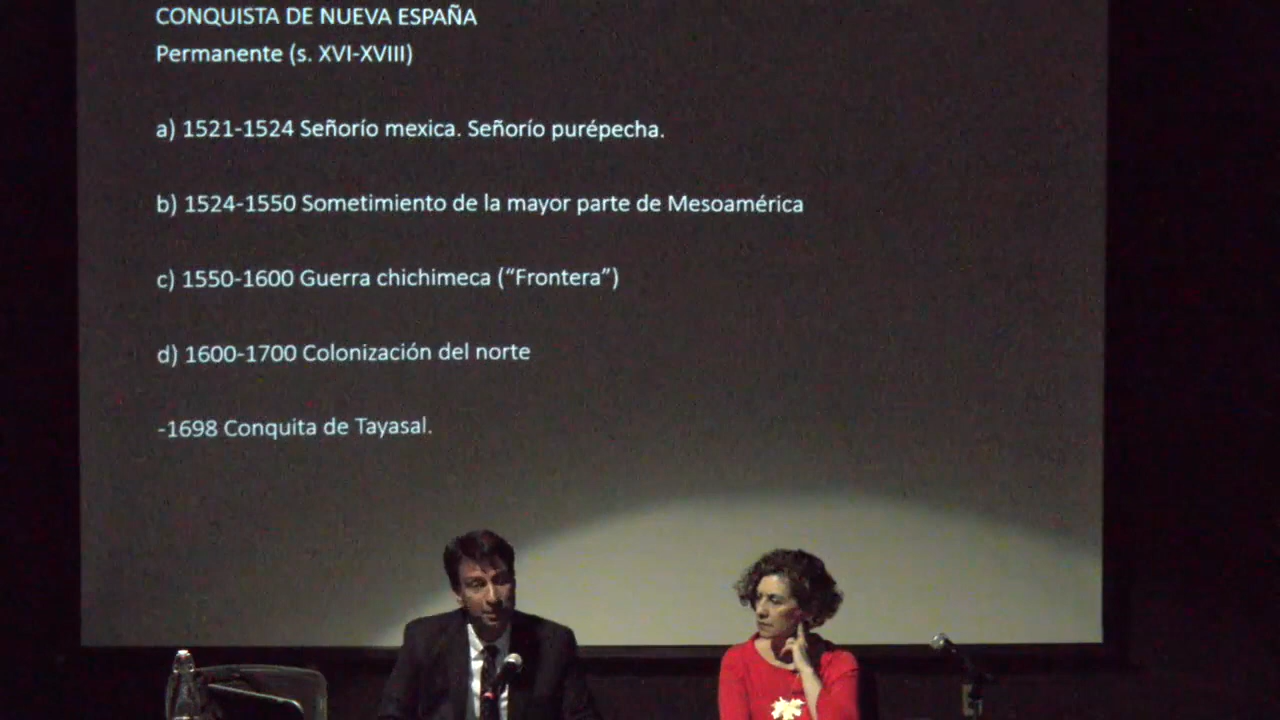 CONQUISTA DE NUEVA ESPAÑA
Permanente (s. XVI-XVIII)
a) 1521-1524 Señorío mexica. Señorío purépecha.
b) 1524-1550 Sometimiento de la mayor parte de Mesoamérica
c) 1550-1600 Guerra chichimeca (“Frontera”)
d) 1600-1700 Colonización del norte
-1698 Conquita de Tayasal.